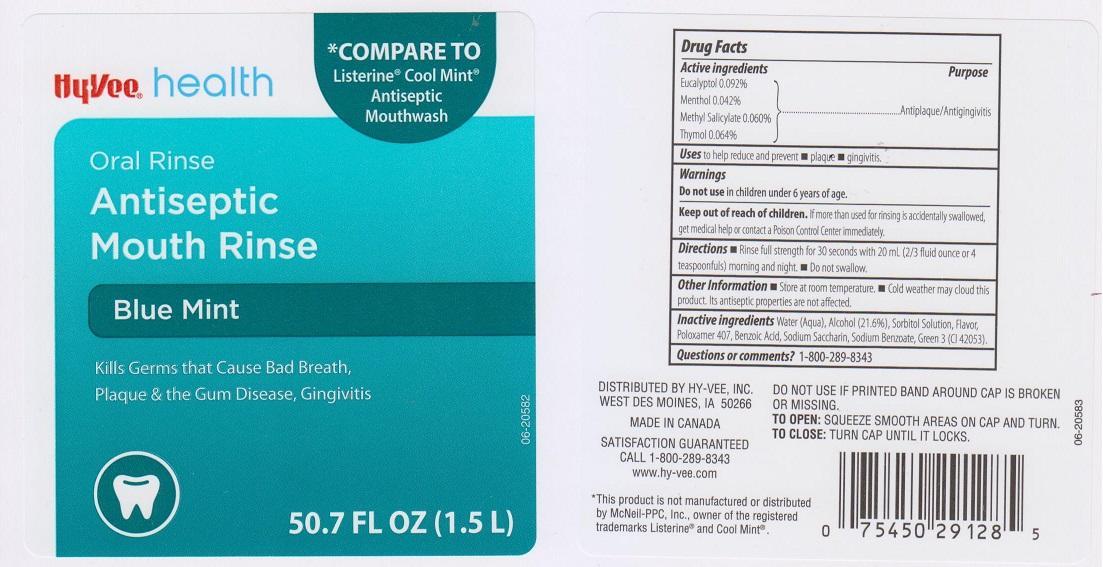 HyVee® health
*COMPARE TO
Listerine® Cool Mint®
Antiseptic
Mouthwash
Oral Rinse
Antiseptic
Mouth Rinse
Blue Mint
Kills Germs that Cause Bad Breath,
Plaque & the Gum Disease, Gingivitis
06-20582
50.7 FL OZ (1.5 L)
Drug Facts
Active ingredients Purpose
Eucalyptol 0.092%
Menthol 0.042%
Methyl Salicylate 0.060% Antiplaque/Antigingivitis
Thymol 0.064%
Uses to help reduce and prevent ■ plaque ■ gingivitis.
Warnings
Do not use in children under 6 years of age.
Keep out of reach of children. If more than used for rinsing is accidentally swallowed,
get medical help or contact a Poison Control Center immediately.
Directions ■ Rinse full strength for 30 seconds with 20 mL (2/3 fluid ounce or 4
teaspoonfuls) morning and night. ■ Do not swallow.
Other Information ■ Store at room temperature. ■ Cold weather may cloud this
product. Its antiseptic properties are not affected.
Inactive ingredients Water (Aqua), Alcohol (21.6%), Sorbitol Solution, Flavor,
Poloxamer 407, Benzoic Acid, Sodium Saccharin, Sodium Benzoate, Green 3 (CI 42053).
Questions or comments? 1-800-289-8343
DISTRIBUTED BY HY-VEE, INC.
WEST DES MOINES, IA 50266
MADE IN CANADA
SATISFACTION GUARANTEED
CALL 1-800-289-8343
www.hy-vee.com
*This product is not manufactured or distributed
by McNeil-PPC, Inc., owner of the registered
trademarks Listerine® and Cool Mint®.
DO NOT USE IF PRINTED BAND AROUND CAP IS BROKEN
OR MISSING.
TO OPEN: SQUEEZE SMOOTH AREAS ON CAP AND TURN.
TO CLOSE: TURN CAP UNTIL IT LOCKS.
06-20583
0 75450 29128 5